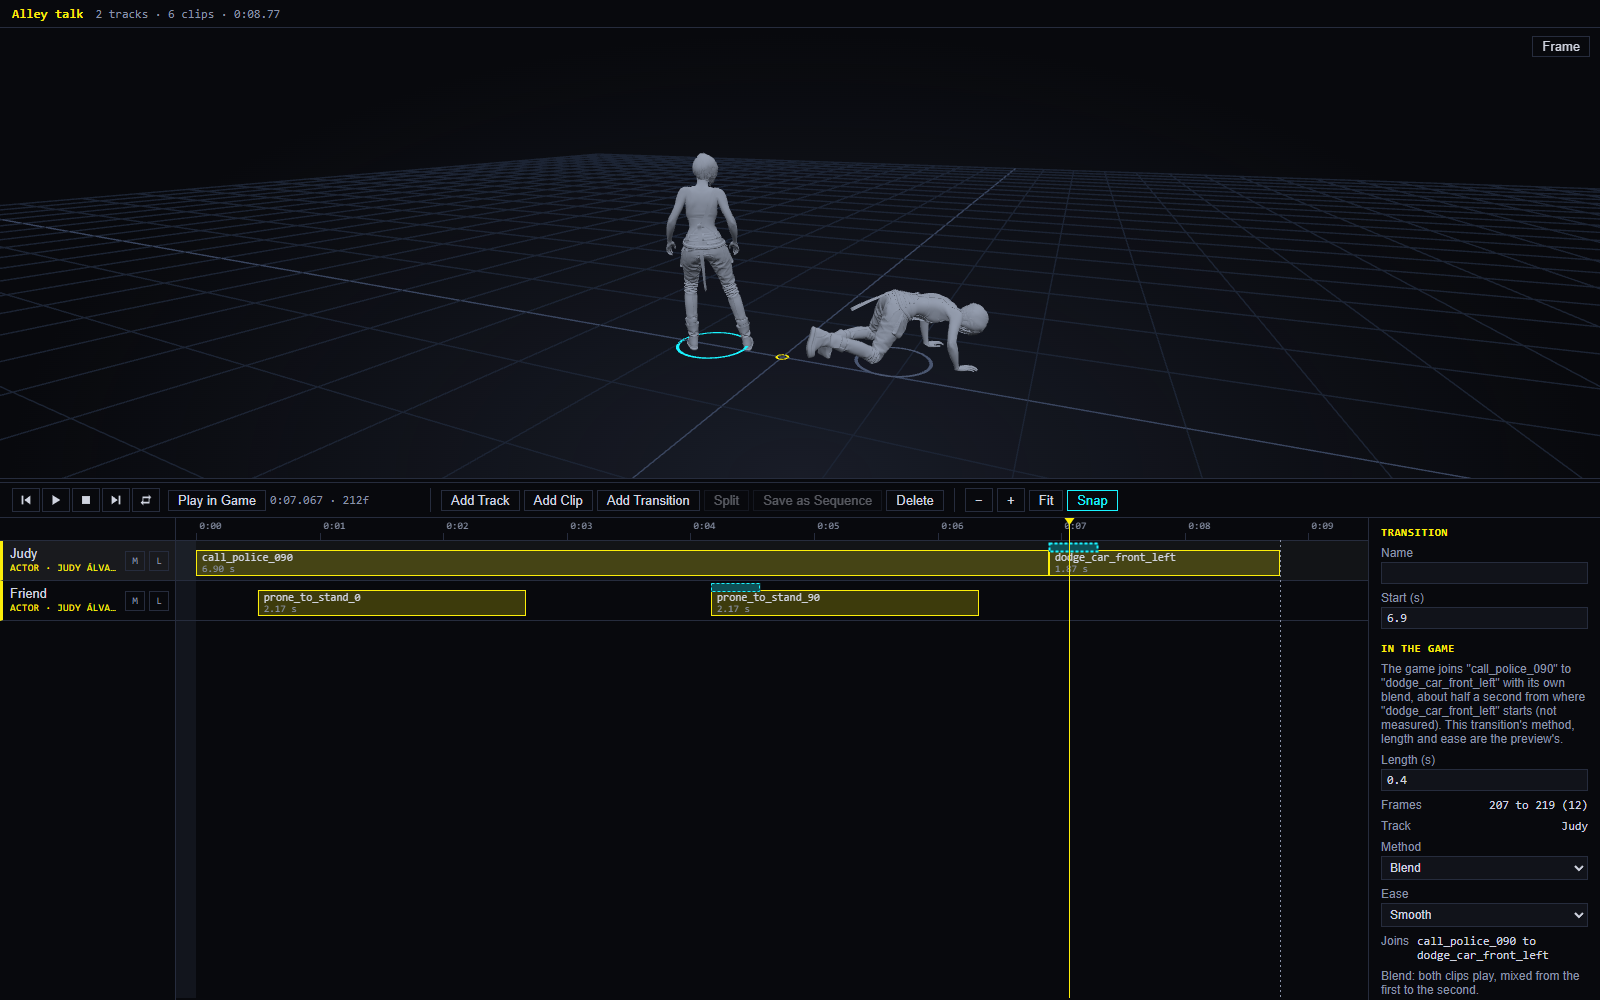 Alley talk 2 tracks · 6 clips · 0:08.77
Frame
Play in Game 0:07.067 · 212f Add Track Add Clip Add Transition Split Save as Sequence Delete − + Fit Snap
0:00 0:01 0:02 0:03 0:04 0:05 0:06 0:07 0:08 0:09
Judy
ACTOR · JUDY ÁLVA… M L
call_police_090
6.90 s
dodge_car_front_left
1.87 s
Friend
ACTOR · JUDY ÁLVA… M L
prone_to_stand_0
2.17 s
prone_to_stand_90
2.17 s
TRANSITION
Name
Start (s)
6.9
IN THE GAME
The game joins "call_police_090" to
"dodge_car_front_left" with its own
blend, about half a second from where
"dodge_car_front_left" starts (not
measured). This transition's method,
length and ease are the preview's.
Length (s)
0.4
Frames 207 to 219 (12)
Track Judy
Method
Blend
Ease
Smooth
Joins call_police_090 to
dodge_car_front_left
Blend: both clips play, mixed from the
first to the second.